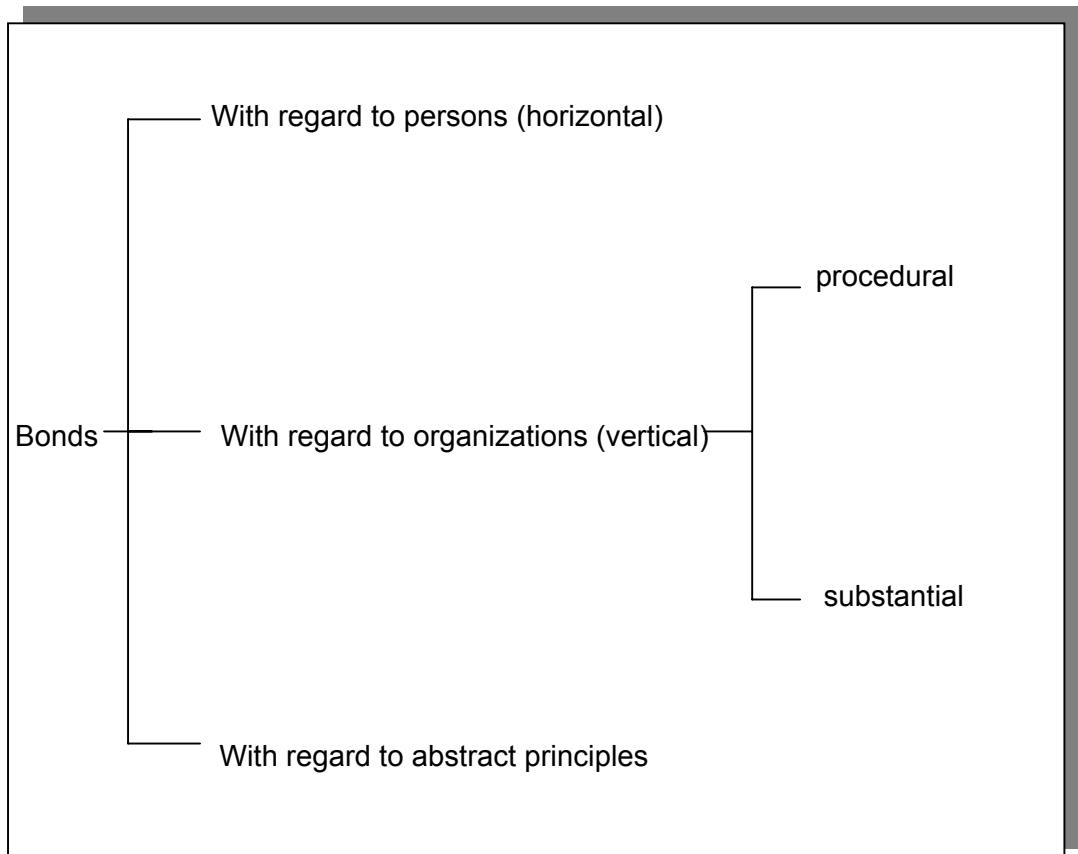 With regard to persons (horizontal)
procedural
Bonds
With regard to organizations (vertical)
substantial
With regard to abstract principles